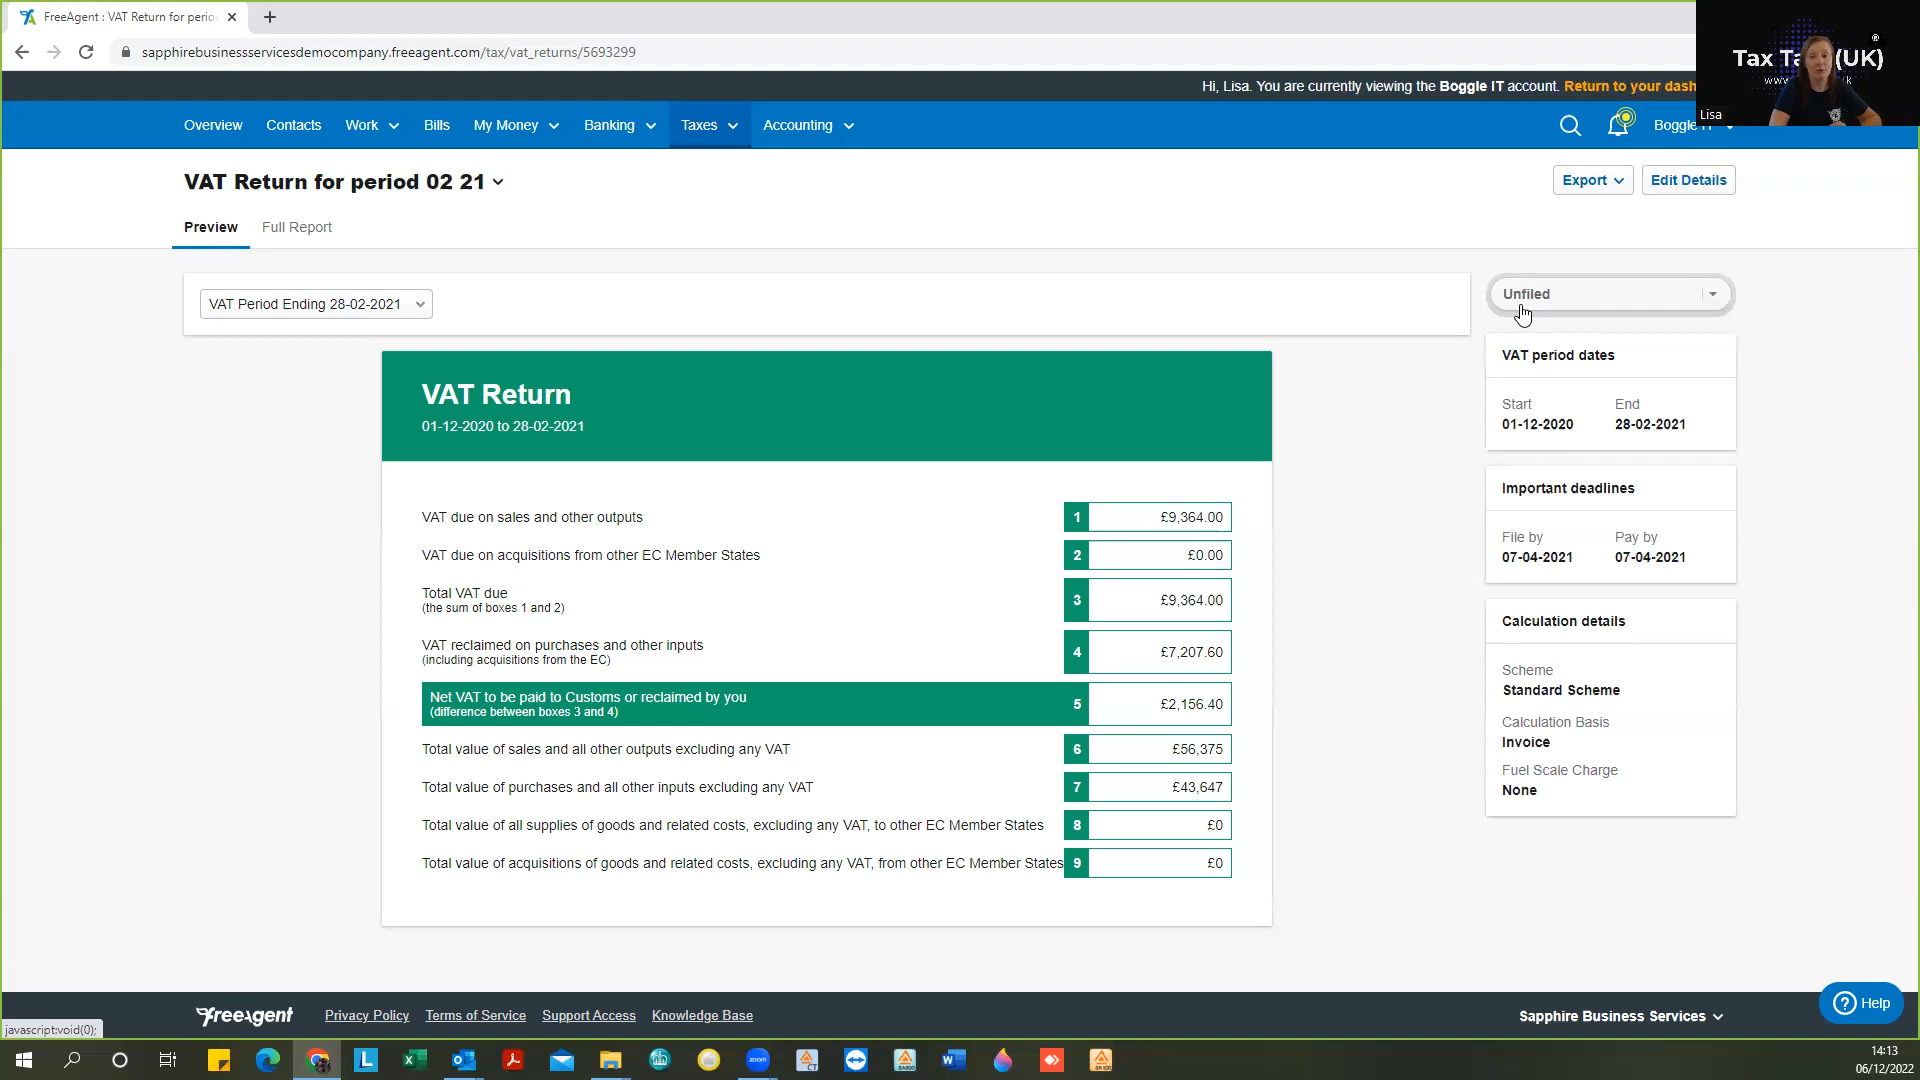 FreeAgent : VAT Return for perio
sapphirebusinessservicesdemocompany.freeagent.com/tax/vat_returns/5693299
Tax Ta (UK)
®
www
Lisa
Hi, Lisa. You are currently viewing the Boggle IT account. Return to your dash
Overview
Contacts
Work
Bills
My Money
Banking
Taxes
Accounting
Boggle IT
VAT Return for period 02 21
Export
Edit Details
Preview
Full Report
VAT Period Ending 28-02-2021
Unfiled
VAT Return
01-12-2020 to 28-02-2021
VAT due on sales and other outputs 1 £9,364.00
VAT due on acquisitions from other EC Member States 2 £0.00
Total VAT due
(the sum of boxes 1 and 2) 3 £9,364.00
VAT reclaimed on purchases and other inputs
(including acquisitions from the EC) 4 £7,207.60
Net VAT to be paid to Customs or reclaimed by you
(difference between boxes 3 and 4) 5 £2,156.40
Total value of sales and all other outputs excluding any VAT 6 £56,375
Total value of purchases and all other inputs excluding any VAT 7 £43,647
Total value of all supplies of goods and related costs, excluding any VAT, to other EC Member States 8 £0
Total value of acquisitions of goods and related costs, excluding any VAT, from other EC Member States 9 £0
VAT period dates
Start End
01-12-2020 28-02-2021
Important deadlines
File by Pay by
07-04-2021 07-04-2021
Calculation details
Scheme
Standard Scheme
Calculation Basis
Invoice
Fuel Scale Charge
None
freeagent
Privacy Policy
Terms of Service
Support Access
Knowledge Base
Sapphire Business Services
Help
javascript:void(0);
14:13
06/12/2022